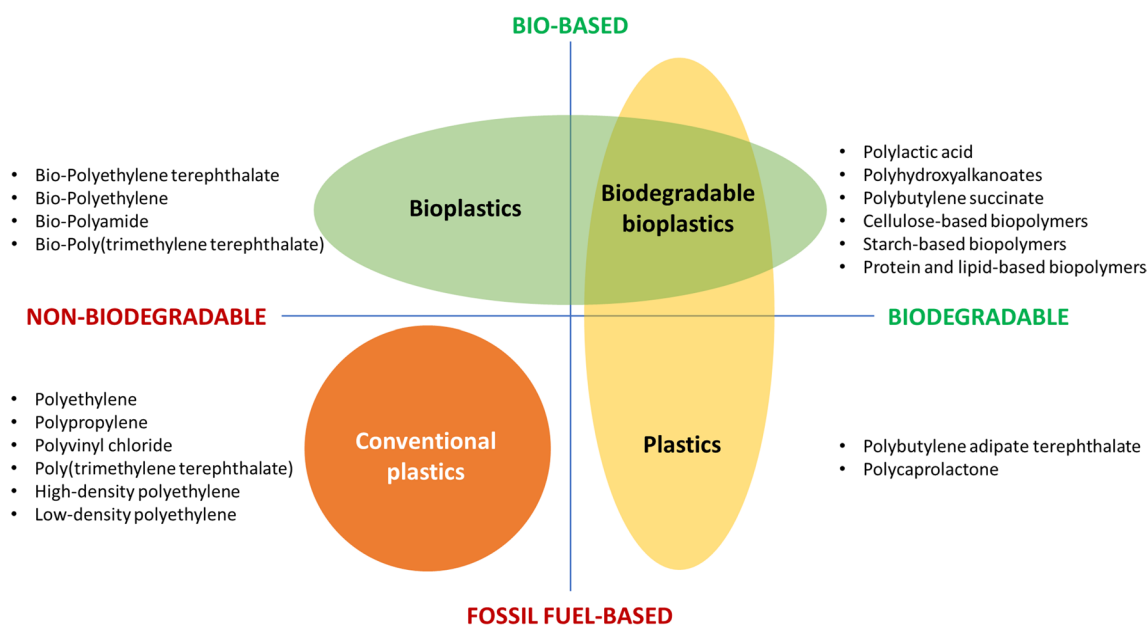 BIO-BASED
• Bio-Polyethylene terephthalate
• Bio-Polyethylene
• Bio-Polyamide
• Bio-Poly(trimethylene terephthalate)
Bioplastics
Biodegradable
bioplastics
• Polylactic acid
• Polyhydroxyalkanoates
• Polybutylene succinate
• Cellulose-based biopolymers
• Starch-based biopolymers
• Protein and lipid-based biopolymers
NON-BIODEGRADABLE
BIODEGRADABLE
• Polyethylene
• Polypropylene
• Polyvinyl chloride
• Poly(trimethylene terephthalate)
• High-density polyethylene
• Low-density polyethylene
Conventional
plastics
Plastics
• Polybutylene adipate terephthalate
• Polycaprolactone
FOSSIL FUEL-BASED